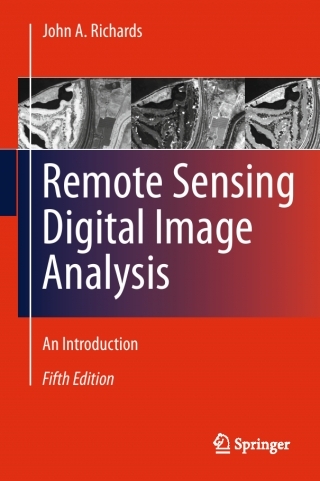 John A. Richards
Remote Sensing
Digital Image
Analysis
An Introduction
Fifth Edition
Springer